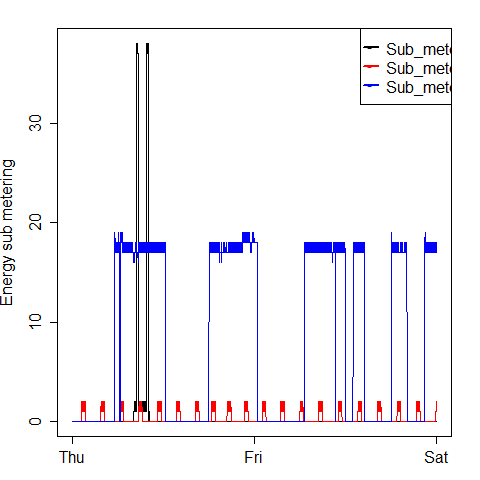 Sub_mete
Sub_mete
Sub_mete
Energy sub metering
30
20
10
0
Thu Fri Sat